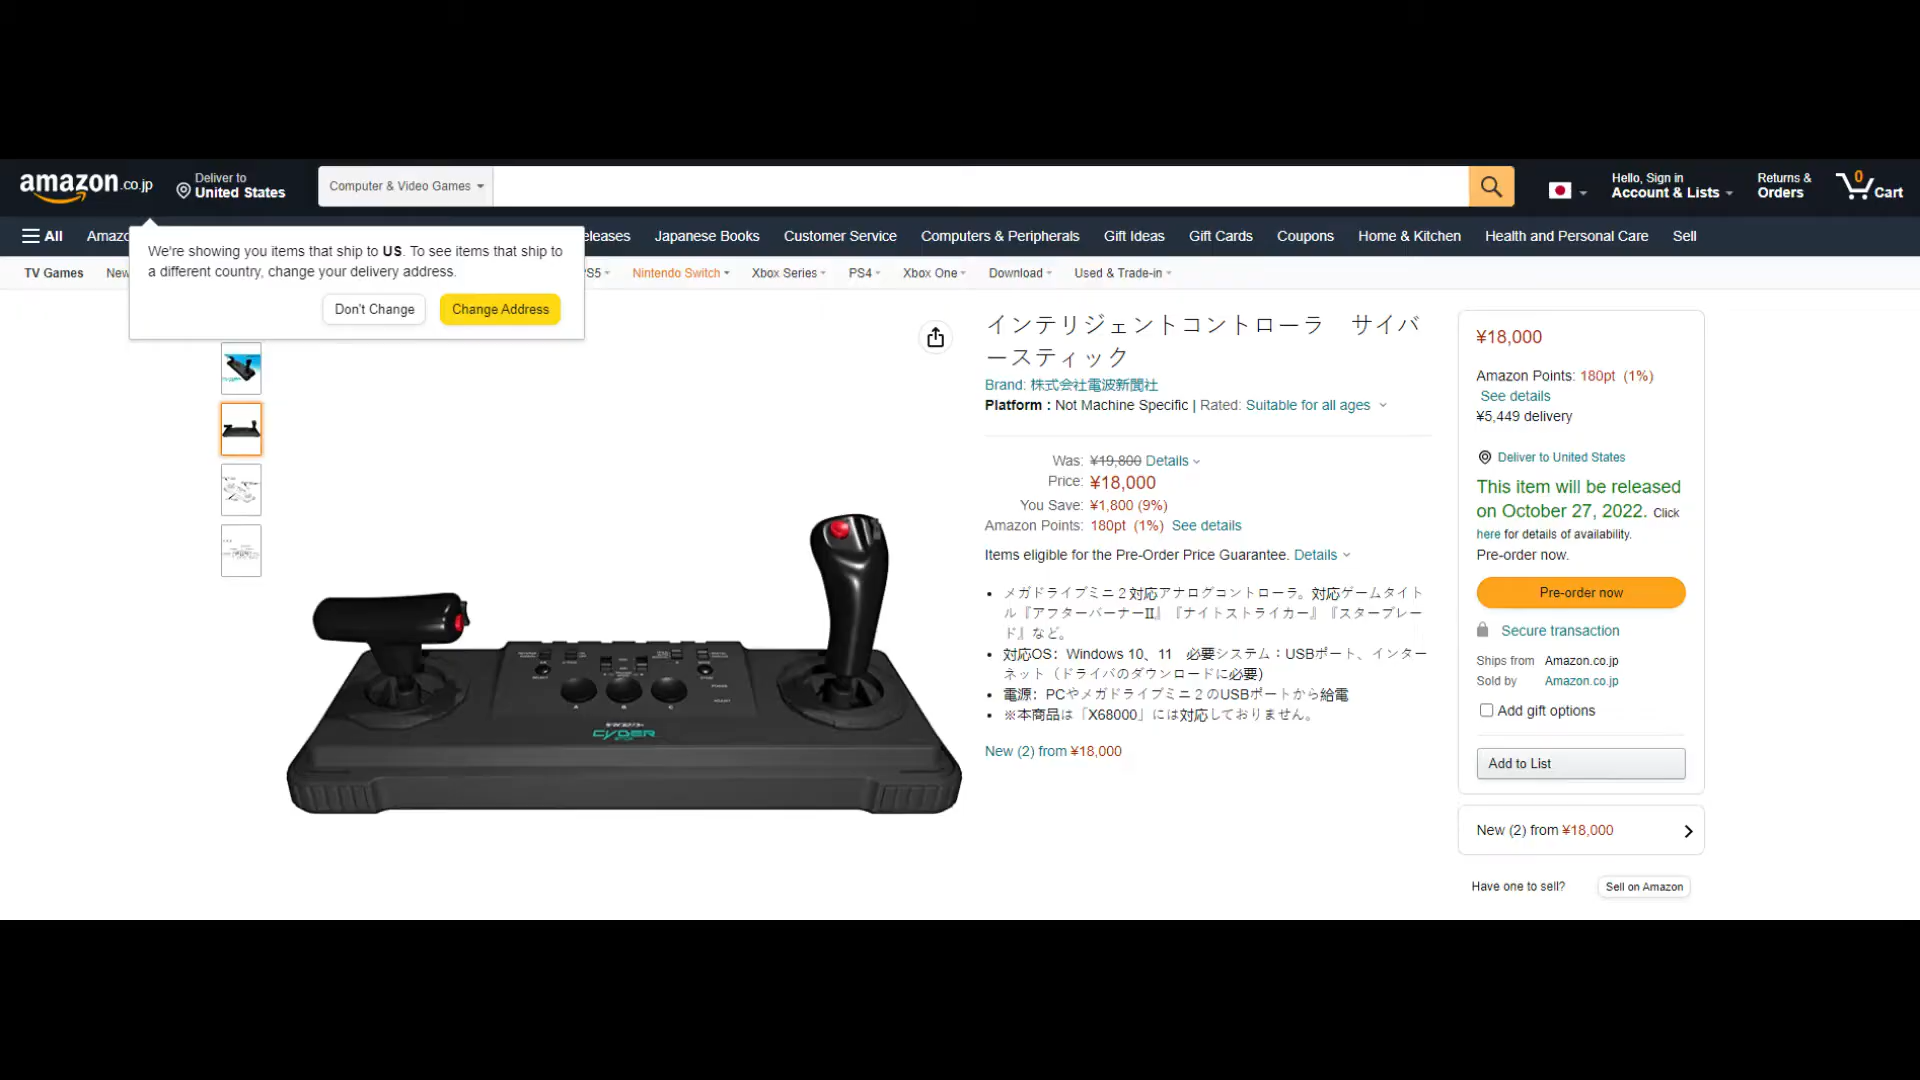 amazon.co.jp
Deliver to
United States
Computer & Video Games
Hello, Sign in
Account & Lists
Returns &
Orders
0
Cart
All
Amazo
eleases
Japanese Books
Customer Service
Computers & Peripherals
Gift Ideas
Gift Cards
Coupons
Home & Kitchen
Health and Personal Care
Sell
We're showing you items that ship to US. To see items that ship to
a different country, change your delivery address.
Don't Change
Change Address
TV Games
New
PS5
Nintendo Switch
Xbox Series
PS4
Xbox One
Download
Used & Trade-in
インテリジェントコントローラ　サイバ
ースティック
Brand: 株式会社電波新聞社
Platform : Not Machine Specific | Rated: Suitable for all ages
Was: ¥19,800 Details
Price: ¥18,000
You Save: ¥1,800 (9%)
Amazon Points: 180pt (1%) See details
Items eligible for the Pre-Order Price Guarantee. Details
メガドライブミニ２対応アナログコントローラ。対応ゲームタイト
ル『アフターバーナーII』『ナイトストライカー』『スターブレー
ド』など。
対応OS：Windows 10、11　必要システム：USBポート、インター
ネット（ドライバのダウンロードに必要)
電源：PCやメガドライブミニ２のUSBポートから給電
※本商品は「X68000」には対応しておりません。
New (2) from ¥18,000
A
B
C
CYBER
¥18,000
Amazon Points: 180pt (1%)
See details
¥5,449 delivery
Deliver to United States
This item will be released
on October 27, 2022. Click
here for details of availability.
Pre-order now.
Pre-order now
Secure transaction
Ships from Amazon.co.jp
Sold by Amazon.co.jp
Add gift options
Add to List
New (2) from ¥18,000
Have one to sell?
Sell on Amazon